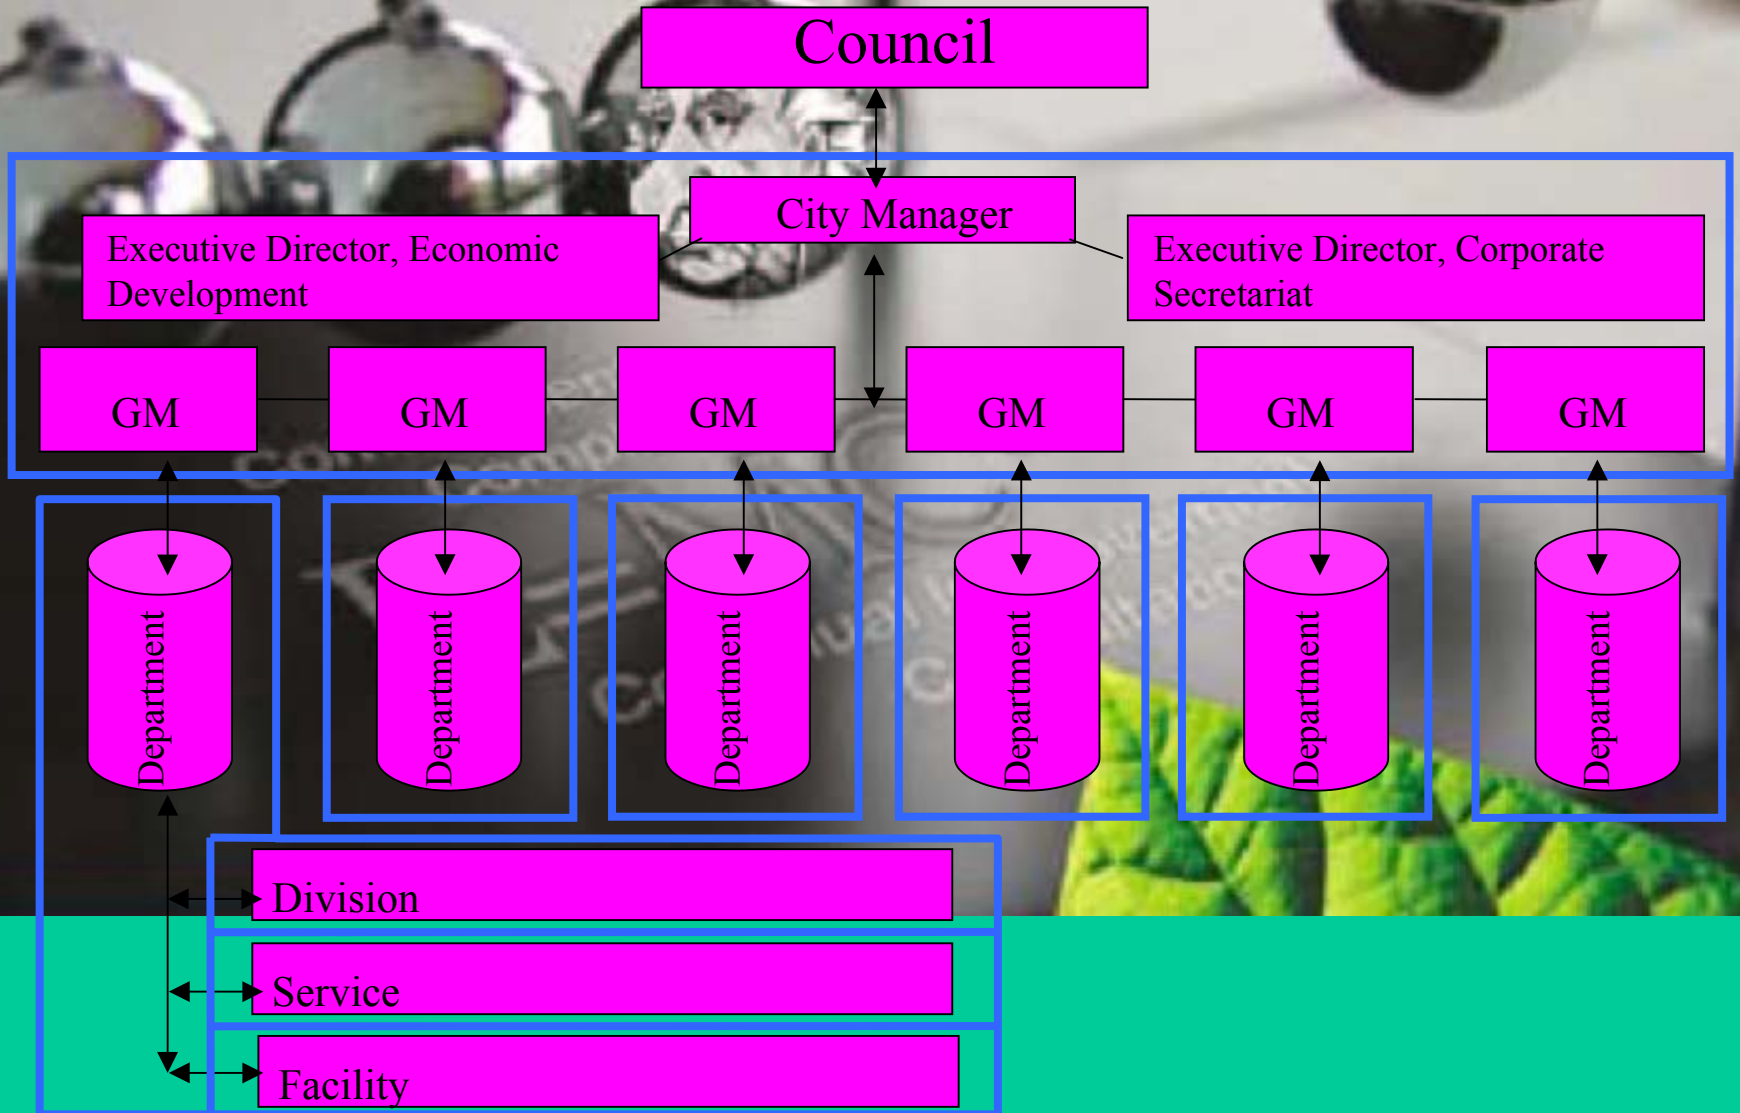 Council
City Manager
Executive Director, Economic
Development
Executive Director, Corporate
Secretariat
GM
GM
GM
GM
GM
GM
Department
Department
Department
Department
Department
Department
Division
Service
Facility